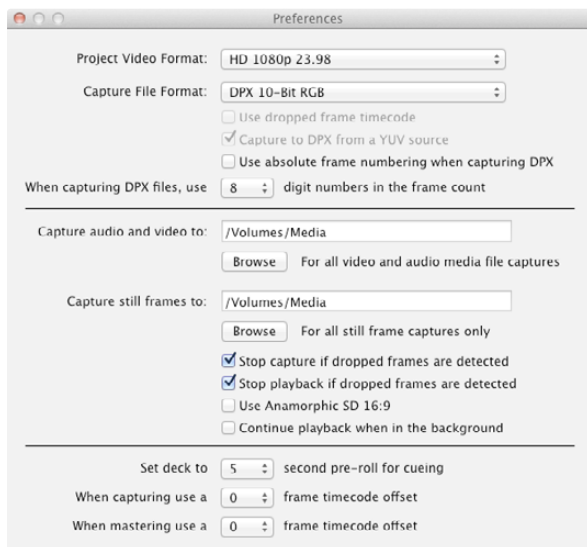 Preferences
Project Video Format: HD 1080p 23.98
Capture File Format: DPX 10-Bit RGB
Use dropped frame timecode
Capture to DPX from a YUV source
Use absolute frame numbering when capturing DPX
When capturing DPX files, use 8 digit numbers in the frame count
Capture audio and video to: /Volumes/Media
Browse For all video and audio media file captures
Capture still frames to: /Volumes/Media
Browse For all still frame captures only
Stop capture if dropped frames are detected
Stop playback if dropped frames are detected
Use Anamorphic SD 16:9
Continue playback when in the background
Set deck to 5 second pre-roll for cueing
When capturing use a 0 frame timecode offset
When mastering use a 0 frame timecode offset